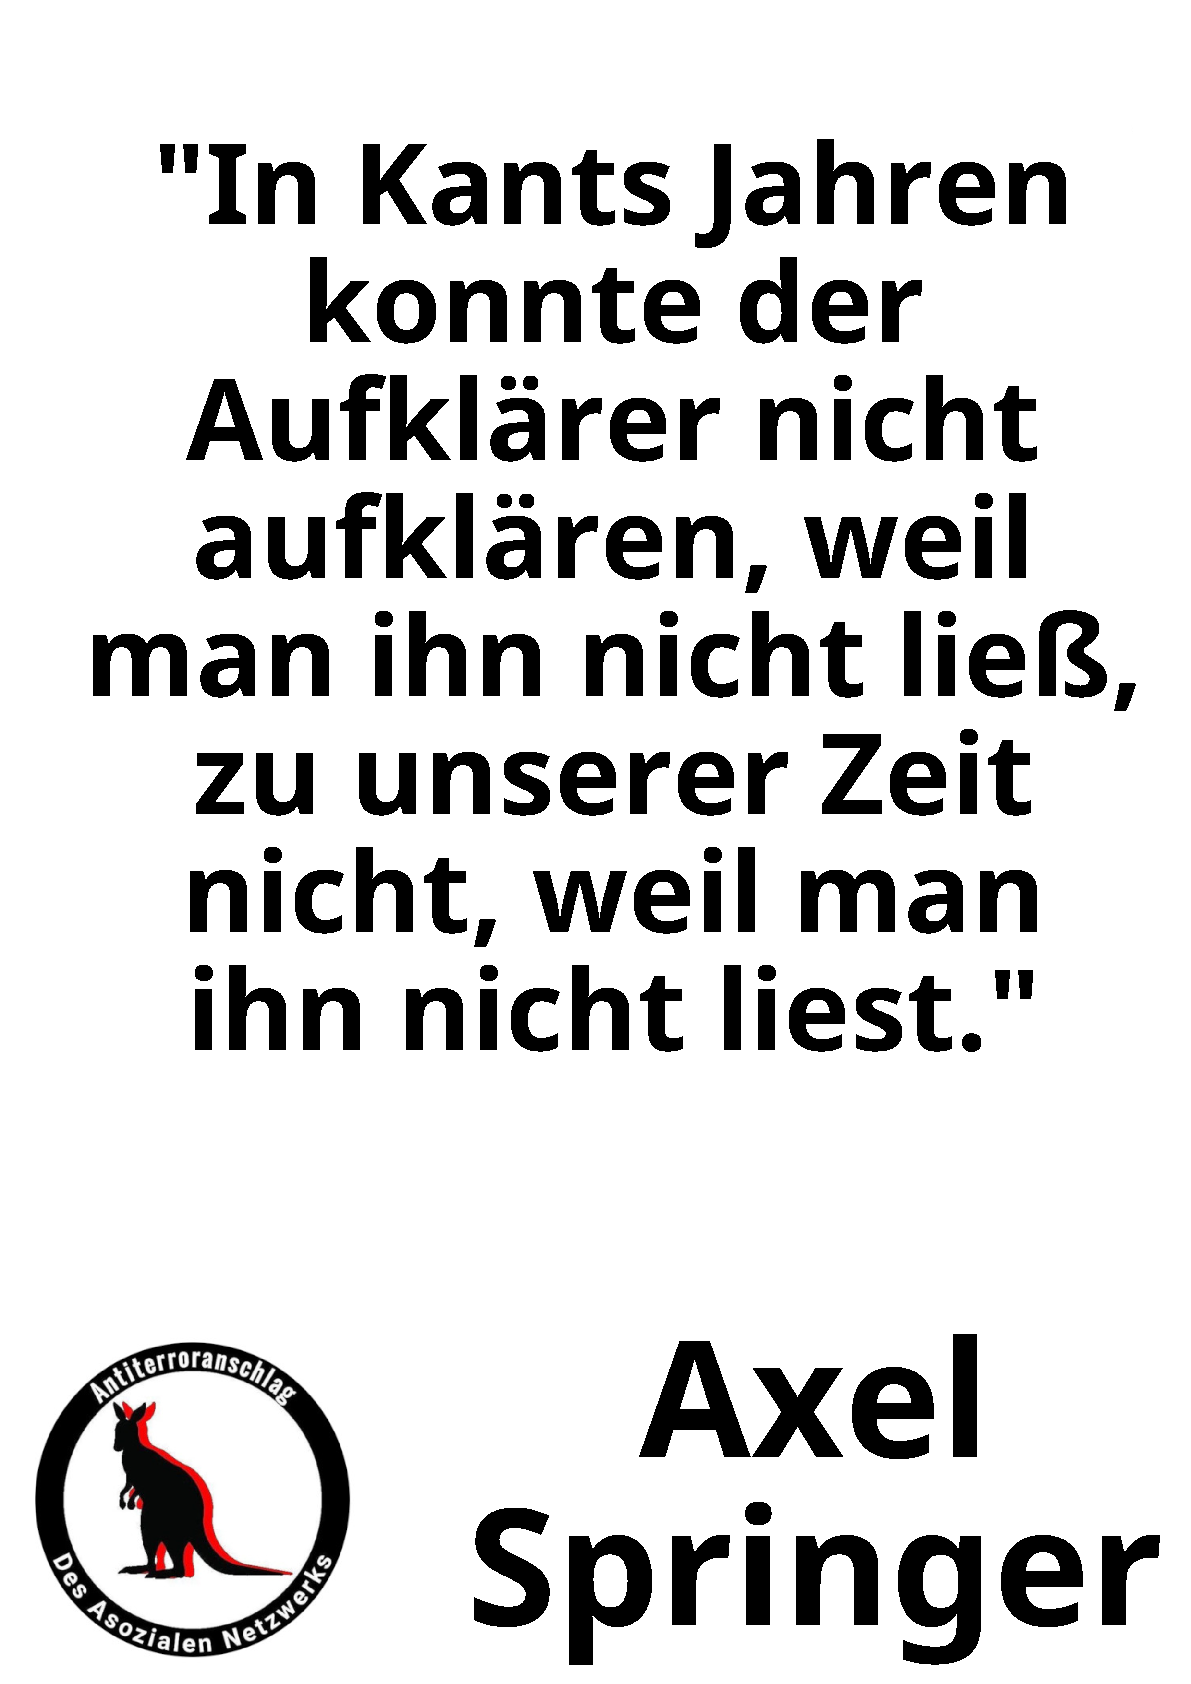 "In Kants Jahren
konnte der
Aufklärer nicht
aufklären, weil
man ihn nicht ließ,
zu unserer Zeit
nicht, weil man
ihn nicht liest."
Antiterroranschlag
Des Asozialen Netzwerks
Axel
Springer